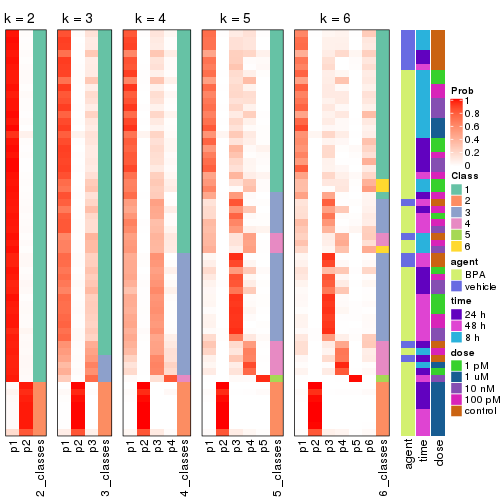 k = 2
k = 3
k = 4
k = 5
k = 6
p1
p2
2_classes
p1
p2
p3
3_classes
p1
p2
p3
p4
4_classes
p1
p2
p3
p4
p5
5_classes
p1
p2
p3
p4
p5
p6
6_classes
agent
time
dose
Prob
1
0.8
0.6
0.4
0.2
0
Class
1
2
3
4
5
6
agent
BPA
vehicle
time
24 h
48 h
8 h
dose
1 pM
1 uM
10 nM
100 pM
control